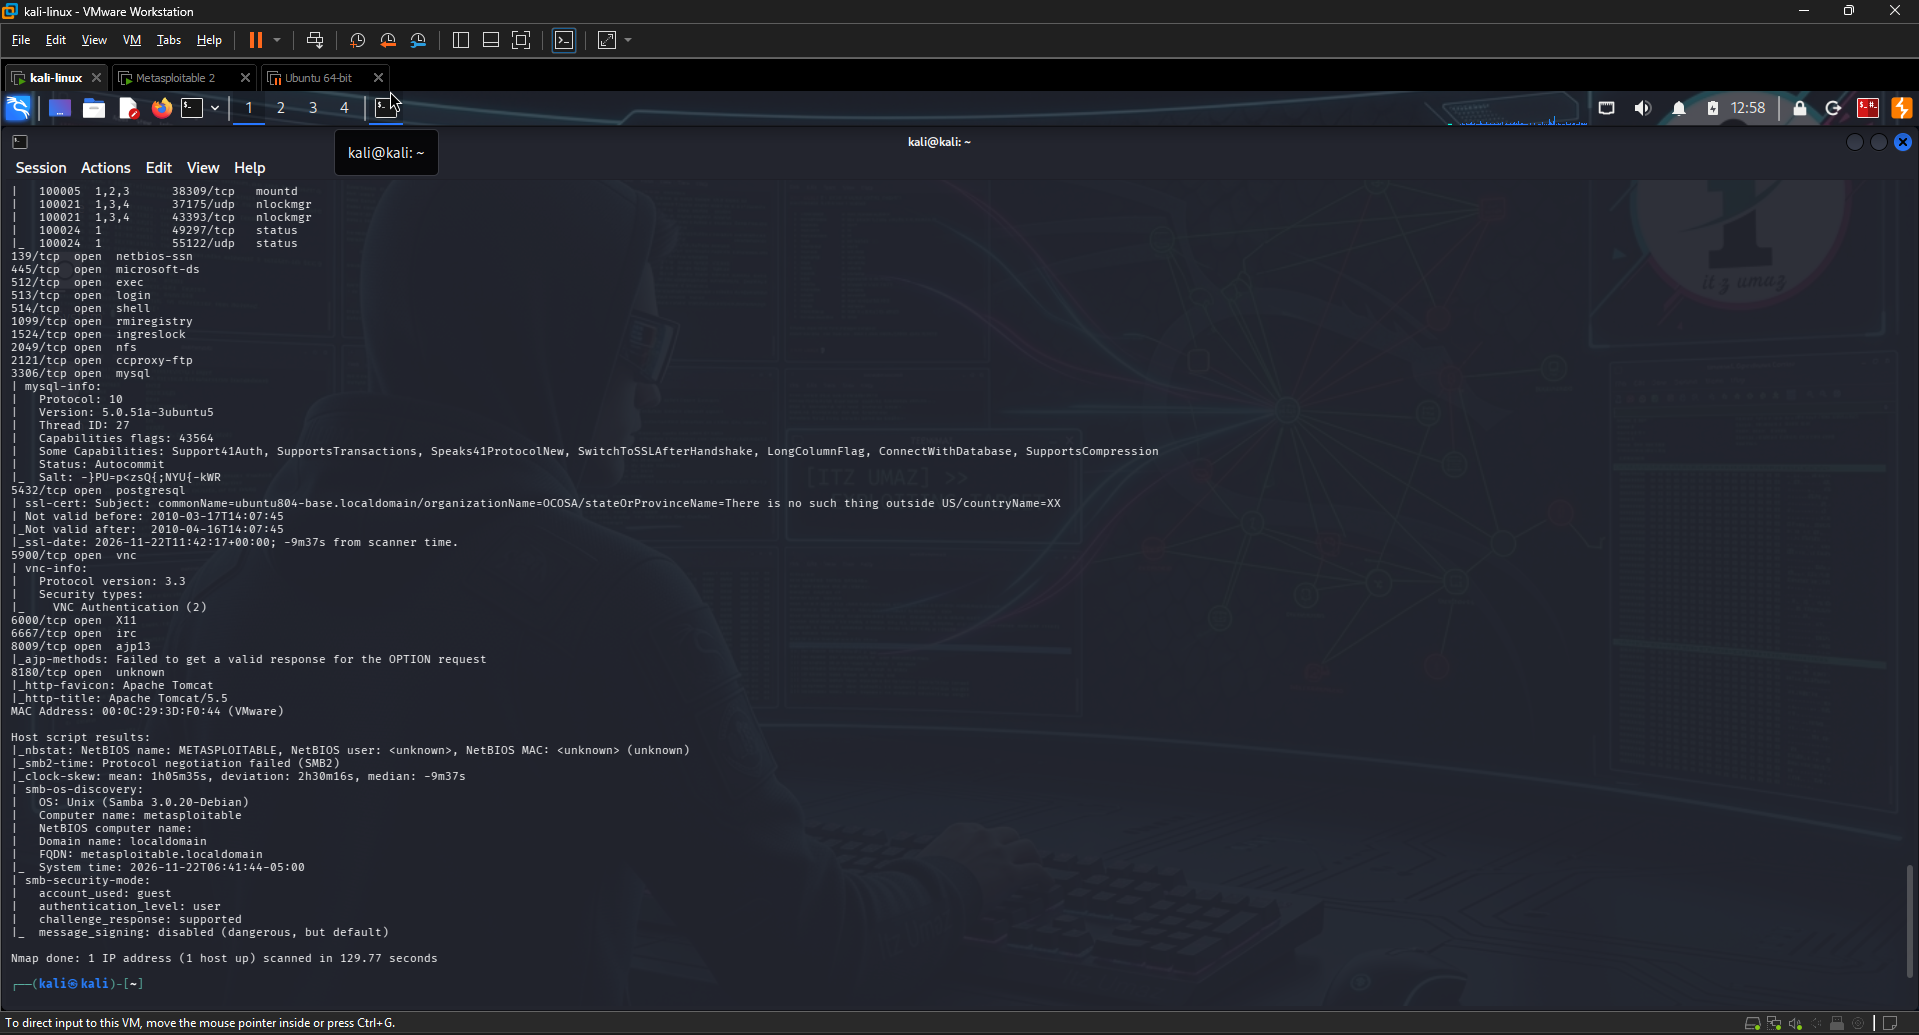 kali-linux - VMware Workstation
File Edit View VM Tabs Help
kali-linux Metasploitable 2 Ubuntu 64-bit
1 2 3 4 12:58
kali@kali: ~
kali@kali: ~
Session Actions Edit View Help
| 100005 1,2,3 38309/tcp mountd
| 100021 1,3,4 37175/udp nlockmgr
| 100021 1,3,4 43393/tcp nlockmgr
| 100024 1 49297/tcp status
|_ 100024 1 55122/udp status
139/tcp open netbios-ssn
445/tcp open microsoft-ds
512/tcp open exec
513/tcp open login
514/tcp open shell
1099/tcp open rmiregistry
1524/tcp open ingreslock
2049/tcp open nfs
2121/tcp open ccproxy-ftp
3306/tcp open mysql
| mysql-info:
| Protocol: 10
| Version: 5.0.51a-3ubuntu5
| Thread ID: 27
| Capabilities flags: 43564
| Some Capabilities: Support41Auth, SupportsTransactions, Speaks41ProtocolNew, SwitchToSSLAfterHandshake, LongColumnFlag, ConnectWithDatabase, SupportsCompression
| Status: Autocommit
|_ Salt: -}PU=p<zsQ{;NYU{-kWR
5432/tcp open postgresql
| ssl-cert: Subject: commonName=ubuntu804-base.localdomain/organizationName=OCOSA/stateOrProvinceName=There is no such thing outside US/countryName=XX
| Not valid before: 2010-03-17T14:07:45
|_Not valid after: 2010-04-16T14:07:45
|_ssl-date: 2026-11-22T11:42:17+00:00; -9m37s from scanner time.
5900/tcp open vnc
| vnc-info:
| Protocol version: 3.3
| Security types:
|_ VNC Authentication (2)
6000/tcp open X11
6667/tcp open irc
8009/tcp open ajp13
|_ajp-methods: Failed to get a valid response for the OPTION request
8180/tcp open unknown
|_http-favicon: Apache Tomcat
|_http-title: Apache Tomcat/5.5
MAC Address: 00:0C:29:3D:F0:44 (VMware)
Host script results:
|_nbstat: NetBIOS name: METASPLOITABLE, NetBIOS user: <unknown>, NetBIOS MAC: <unknown> (unknown)
|_smb2-time: Protocol negotiation failed (SMB2)
|_clock-skew: mean: 1h05m35s, deviation: 2h30m16s, median: -9m37s
| smb-os-discovery:
| OS: Unix (Samba 3.0.20-Debian)
| Computer name: metasploitable
| NetBIOS computer name:
| Domain name: localdomain
| FQDN: metasploitable.localdomain
|_ System time: 2026-11-22T06:41:44-05:00
| smb-security-mode:
| account_used: guest
| authentication_level: user
| challenge_response: supported
|_ message_signing: disabled (dangerous, but default)
Nmap done: 1 IP address (1 host up) scanned in 129.77 seconds
┌──(kali㉿kali)-[~]
itz umaz
[ITZ UMAZ] >>
To direct input to this VM, move the mouse pointer inside or press Ctrl+G.